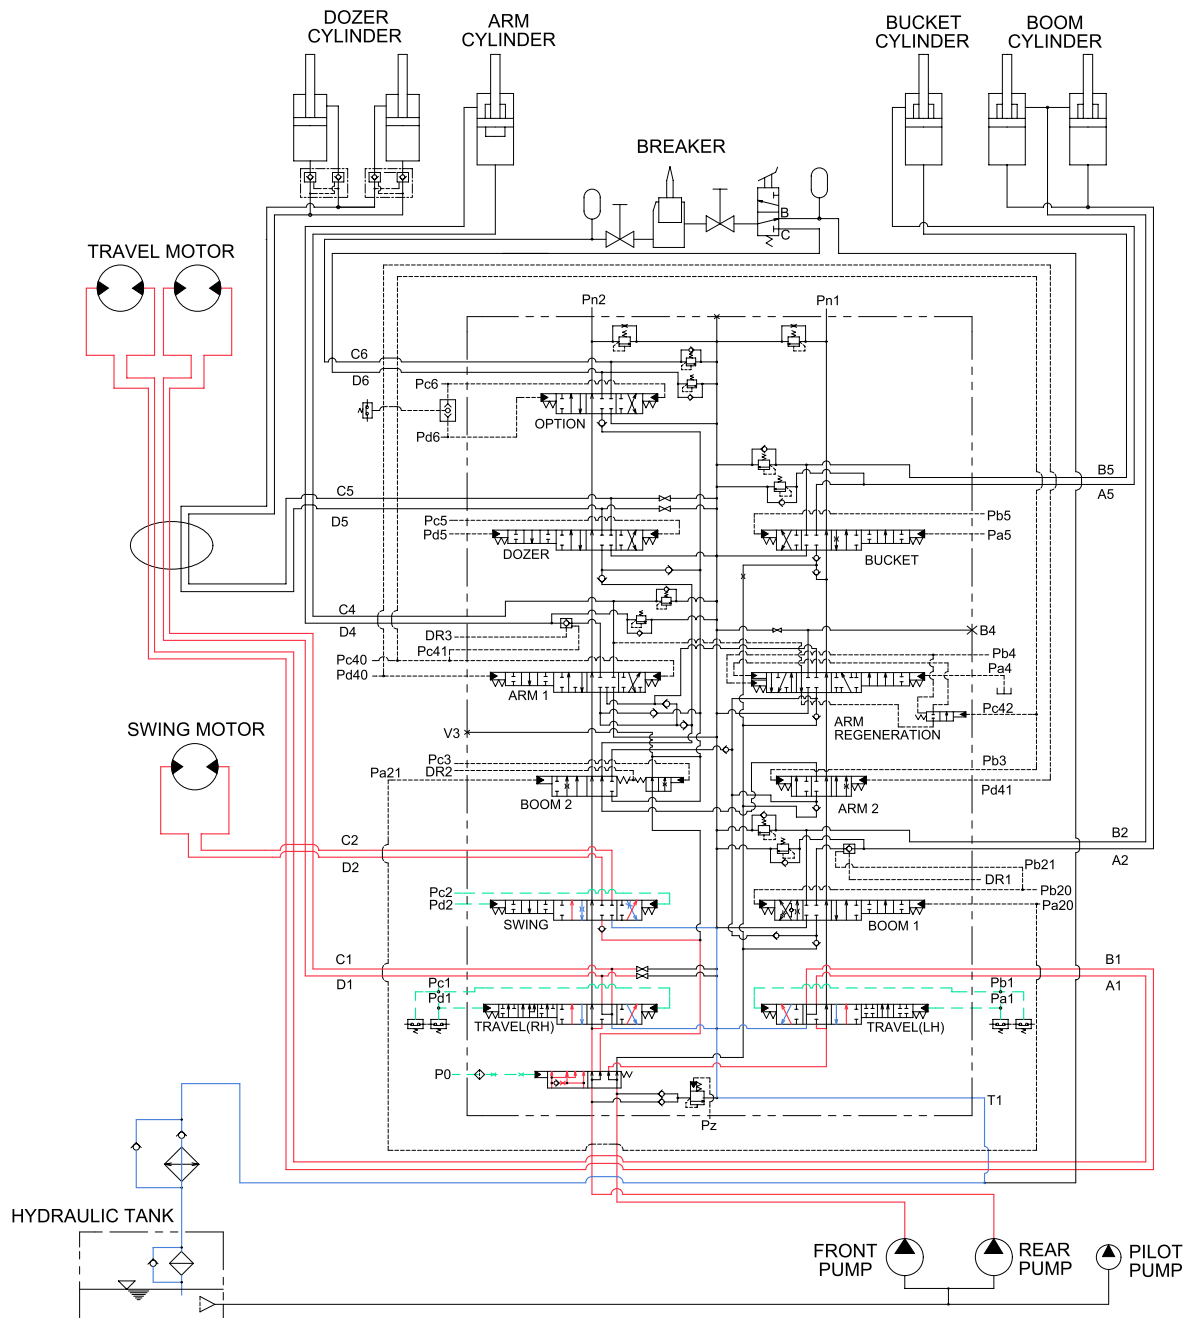 DOZER
CYLINDER
ARM
CYLINDER
BUCKET
CYLINDER
BOOM
CYLINDER
BREAKER
B
C
TRAVEL MOTOR
Pn2
Pn1
C6
D6
Pc6
Pd6
OPTION
B5
A5
C5
D5
Pc5
Pd5
DOZER
Pb5
Pa5
BUCKET
C4
D4
DR3
Pc41
Pc40
Pd40
ARM 1
B4
Pb4
Pa4
Pc42
ARM
REGENERATION
SWING MOTOR
V3
Pc3
DR2
Pa21
BOOM 2
Pb3
Pd41
ARM 2
C2
D2
B2
A2
Pb21
DR1
Pc2
Pd2
SWING
Pb20
Pa20
BOOM 1
C1
D1
B1
A1
Pc1
Pd1
TRAVEL(RH)
Pb1
Pa1
TRAVEL(LH)
P0
T1
Pz
HYDRAULIC TANK
FRONT
PUMP
REAR
PUMP
PILOT
PUMP